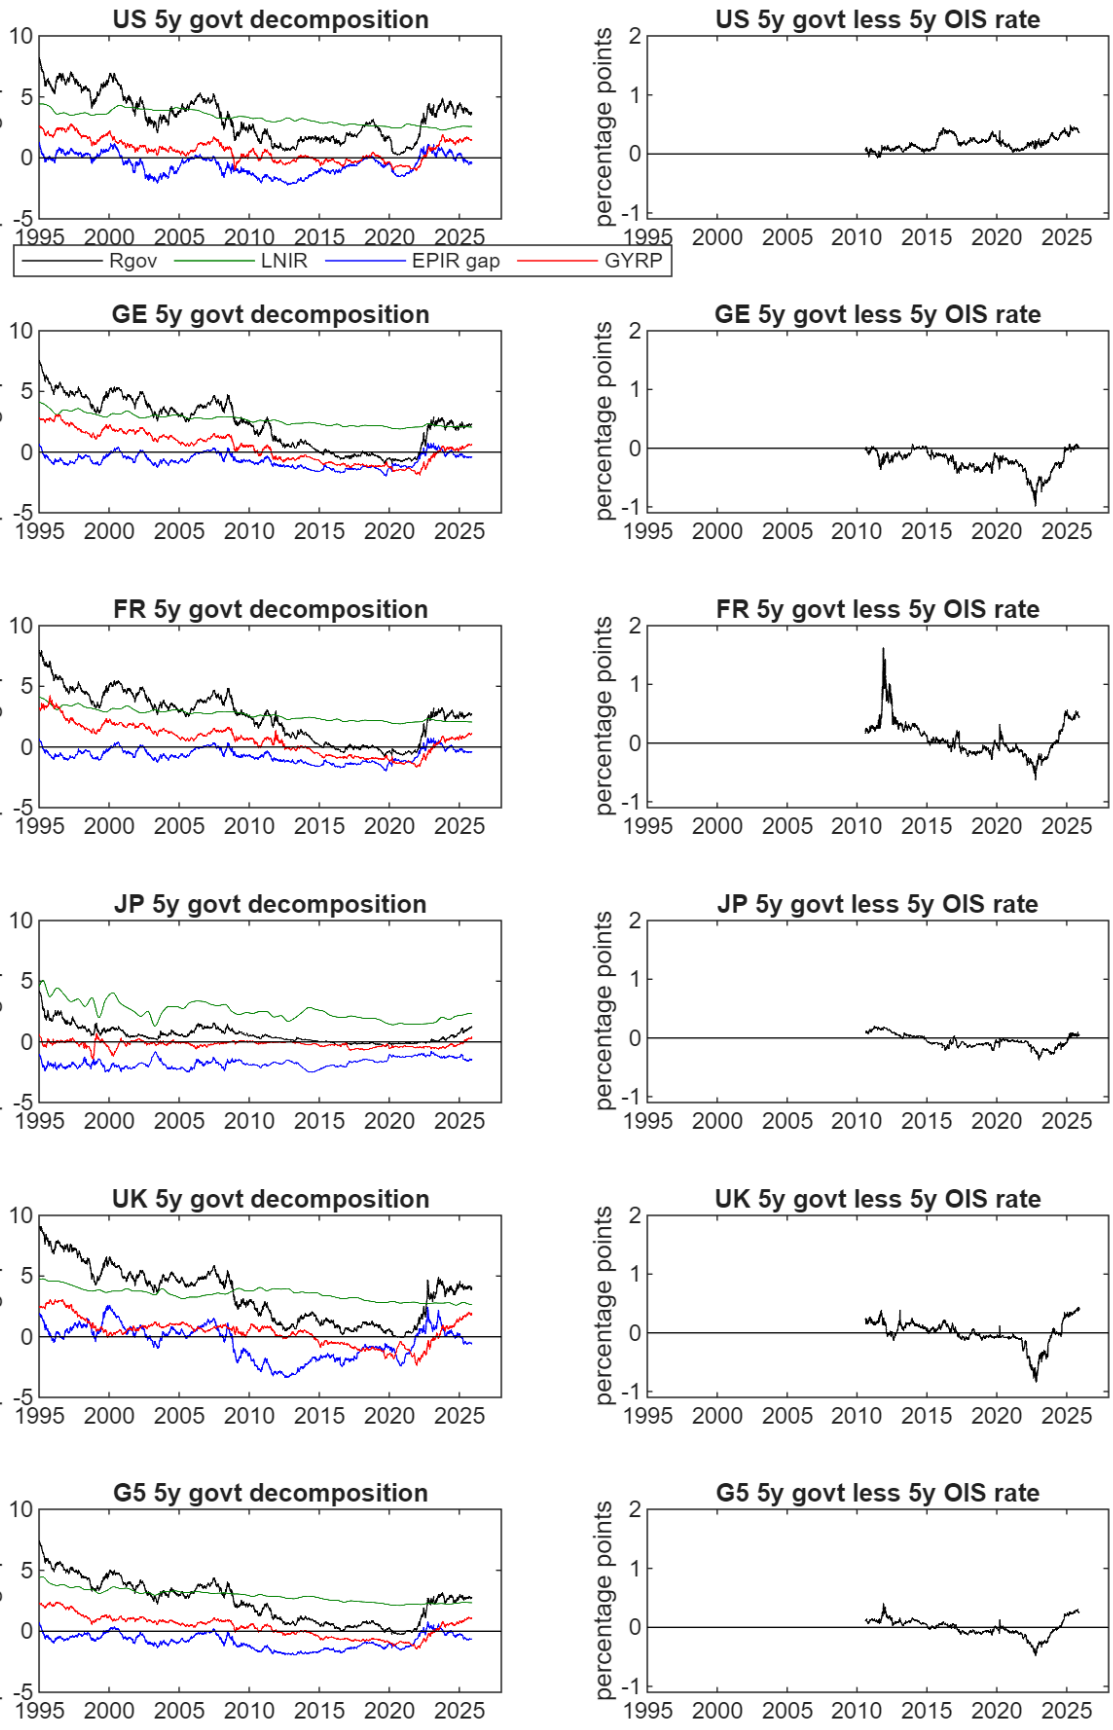 US 5y govt decomposition
10
5
0
-5
1995 2000 2005 2010 2015 2020 2025
US 5y govt less 5y OIS rate
percentage points
2
1
0
-1
1995 2000 2005 2010 2015 2020 2025
Rgov LNIR EPIR gap GYRP
GE 5y govt decomposition
10
5
0
-5
1995 2000 2005 2010 2015 2020 2025
GE 5y govt less 5y OIS rate
percentage points
2
1
0
-1
1995 2000 2005 2010 2015 2020 2025
FR 5y govt decomposition
10
5
0
-5
1995 2000 2005 2010 2015 2020 2025
FR 5y govt less 5y OIS rate
percentage points
2
1
0
-1
1995 2000 2005 2010 2015 2020 2025
JP 5y govt decomposition
10
5
0
-5
1995 2000 2005 2010 2015 2020 2025
JP 5y govt less 5y OIS rate
percentage points
2
1
0
-1
1995 2000 2005 2010 2015 2020 2025
UK 5y govt decomposition
10
5
0
-5
1995 2000 2005 2010 2015 2020 2025
UK 5y govt less 5y OIS rate
percentage points
2
1
0
-1
1995 2000 2005 2010 2015 2020 2025
G5 5y govt decomposition
10
5
0
-5
1995 2000 2005 2010 2015 2020 2025
G5 5y govt less 5y OIS rate
percentage points
2
1
0
-1
1995 2000 2005 2010 2015 2020 2025